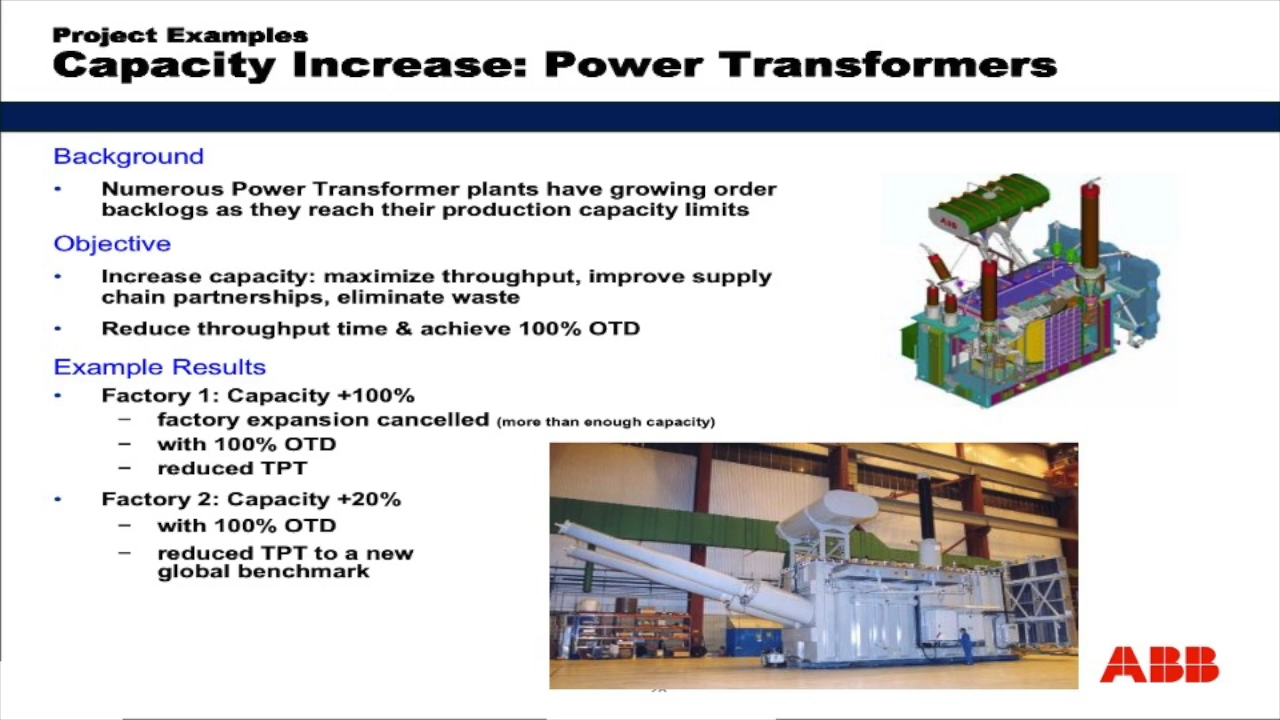 Project Examples
Capacity Increase: Power Transformers
Background
• Numerous Power Transformer plants have growing order
backlogs as they reach their production capacity limits
Objective
• Increase capacity: maximize throughput, improve supply
chain partnerships, eliminate waste
• Reduce throughput time & achieve 100% OTD
Example Results
• Factory 1: Capacity +100%
– factory expansion cancelled (more than enough capacity)
– with 100% OTD
– reduced TPT
• Factory 2: Capacity +20%
– with 100% OTD
– reduced TPT to a new
global benchmark
ABB
ABB